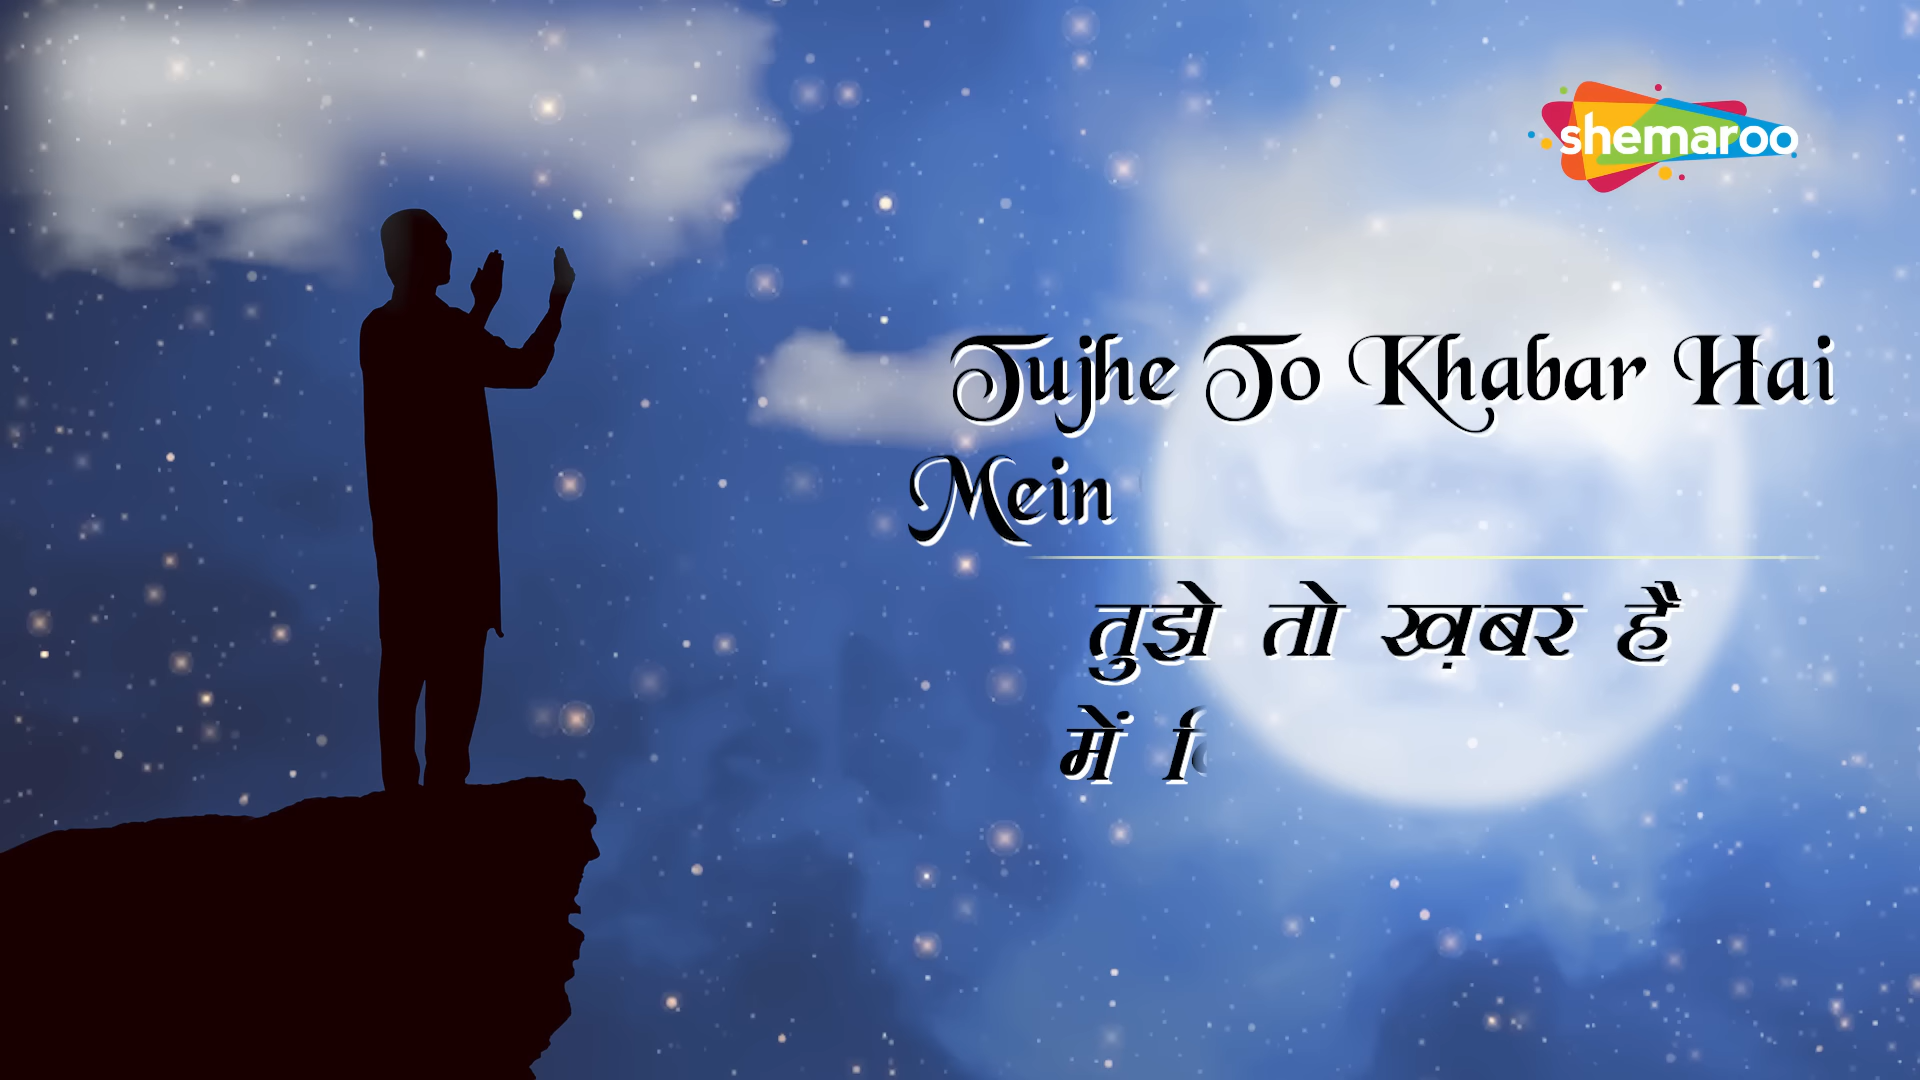 shemaroo
Tujhe To Khabar Hai
Mein
तुझे तो ख़बर है
में